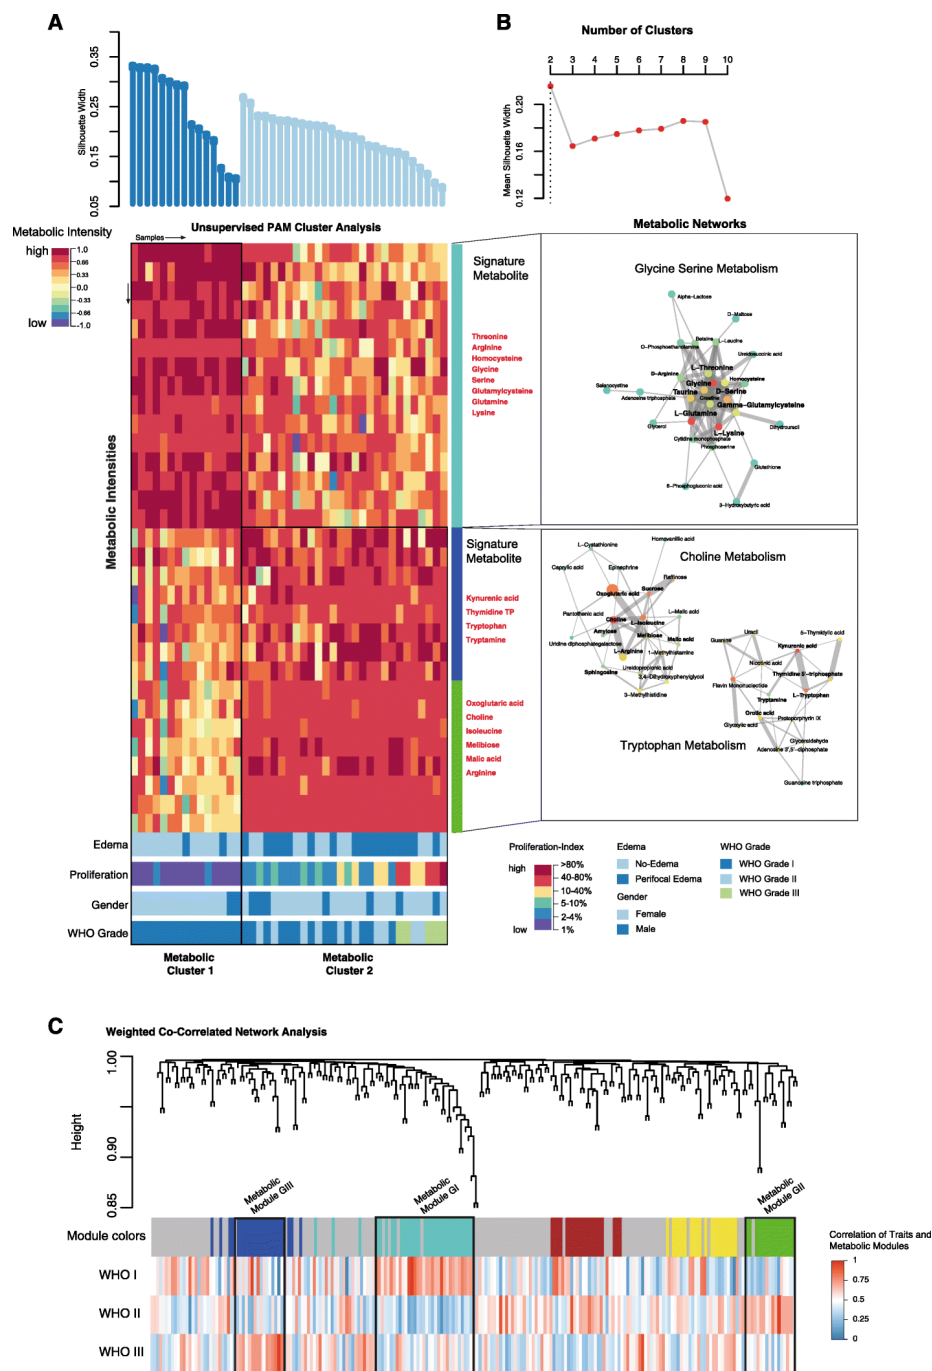 A
B
Number of Clusters
2 3 4 5 6 7 8 9 10
0.35
0.25
0.15
0.05
Silhouette Width
0.20
0.16
0.12
Mean Silhouette Width
Unsupervised PAM Cluster Analysis
Metabolic Networks
Metabolic Intensity
high
low
1.0
0.66
0.33
0.0
-0.33
-0.66
-1.0
Samples
Metabolic Intensities
Signature
Metabolite
Threonine
Arginine
Homocysteine
Glycine
Serine
Glutamylcysteine
Glutamine
Lysine
Signature
Metabolite
Kynurenic acid
Thymidine TP
Tryptophan
Tryptamine
Oxoglutaric acid
Choline
Isoleucine
Melibiose
Malic acid
Arginine
Glycine Serine Metabolism
Alpha-Lactose
D-Maltose
Betaine
L-Leucine
D-Phosphoethanolamine
Ureidosuccinic acid
L-Threonine
D-Arginine
Homocysteine
Glycine
Selenocystine
Taurine
D-Serine
Adenosine triphosphate
Creatine
Gamma-Glutamylcysteine
L-Glutamine
Glycerol
Dihydrouracil
L-Lysine
Cytidine monophosphate
Phosphoserine
Glutathione
6-Phosphogluconic acid
3-Hydroxybutyric acid
Choline Metabolism
Homovanillic acid
L-Cystathionine
Caprylic acid
Epinephrine
Raffinose
Oxoglutaric acid
Sucrose
Pantothenic acid
Choline
L-Isoleucine
L-Malic acid
Amylose
Melibiose
Malic acid
Uridine diphosphategalactose
L-Arginine
1-Methylhistamine
Sphingosine
Ureidopropionic acid
3,4-Dihydroxyphenylglycol
3-Methylhistidine
Uracil
5-Thymidylic acid
Guanine
Kynurenic acid
Nicotinic acid
Thymidine 5'-triphosphate
Flavin Mononucleotide
Tryptamine
L-Tryptophan
Orotic acid
Protoporphyrin IX
Glyoxylic acid
Glyceraldehyde
Adenosine 3',5'-diphosphate
Guanosine triphosphate
Tryptophan Metabolism
Edema
Proliferation
Gender
WHO Grade
Metabolic
Cluster 1
Metabolic
Cluster 2
Proliferation-Index
high
low
>80%
40-80%
10-40%
5-10%
2-4%
1%
Edema
No-Edema
Perifocal Edema
Gender
Female
Male
WHO Grade
WHO Grade I
WHO Grade II
WHO Grade III
C
Weighted Co-Correlated Network Analysis
1.00
0.90
0.85
Height
Metabolic
Module GIII
Metabolic
Module GI
Metabolic
Module GII
Module colors
WHO I
WHO II
WHO III
Correlation of Traits and
Metabolic Modules
1
0.75
0.5
0.25
0